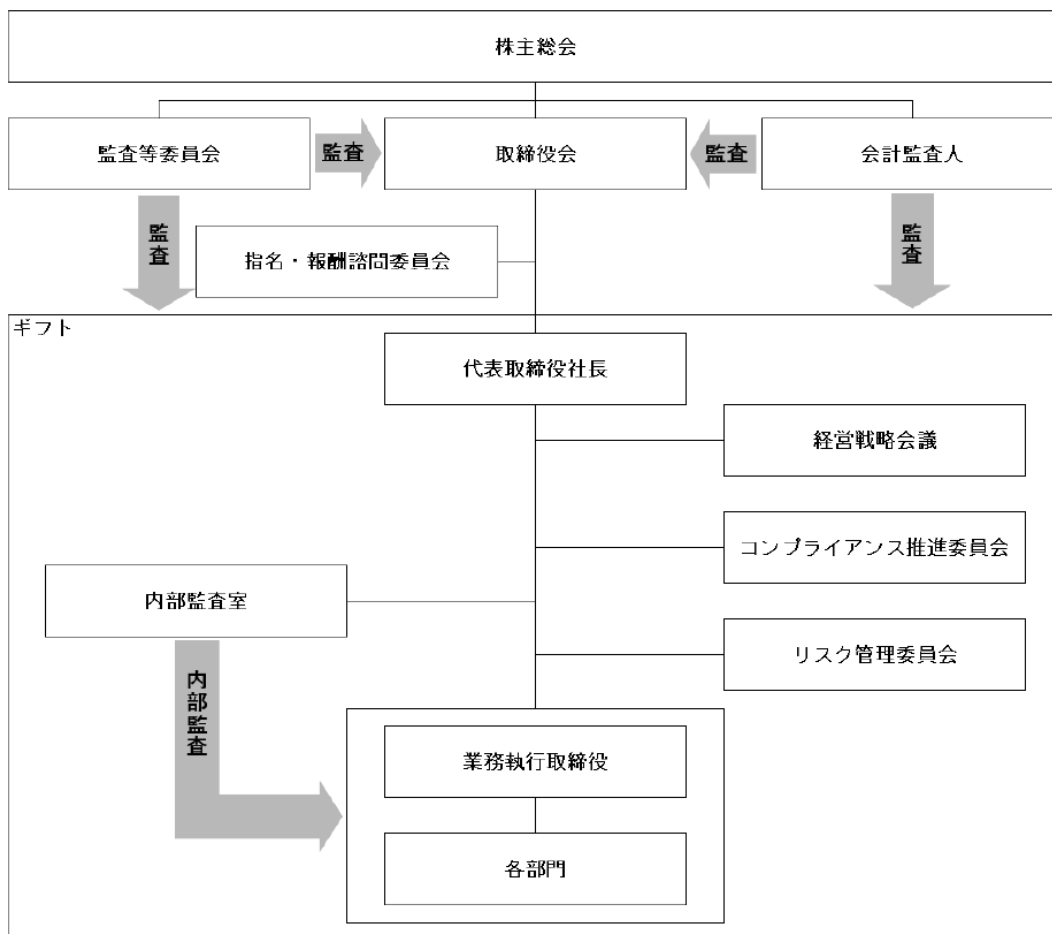 株主総会
監査等委員会
監査
取締役会
監査
会計監査人
監査
指名・報酬諮問委員会
監査
ギフト
代表取締役社長
経営戦略会議
コンプライアンス推進委員会
内部監査室
リスク管理委員会
内部監査
業務執行取締役
各部門